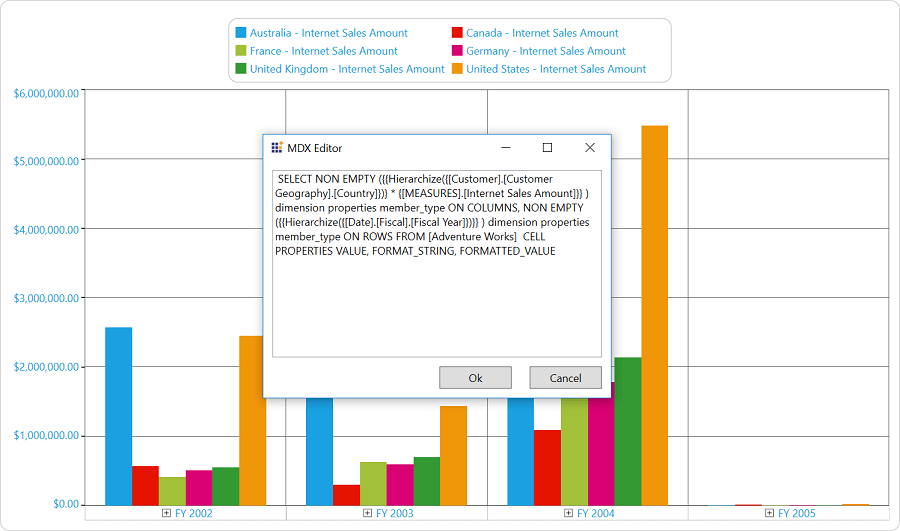 Australia - Internet Sales Amount
Canada - Internet Sales Amount
France - Internet Sales Amount
Germany - Internet Sales Amount
United Kingdom - Internet Sales Amount
United States - Internet Sales Amount
$6,000,000.00
$5,000,000.00
$4,000,000.00
$3,000,000.00
$2,000,000.00
$1,000,000.00
$0.00
MDX Editor
SELECT NON EMPTY ({{Hierarchize({[Customer].[Customer
Geography].[Country]})} * {[MEASURES].[Internet Sales Amount]}} )
dimension properties member_type ON COLUMNS, NON EMPTY
({{Hierarchize({[Date].[Fiscal].[Fiscal Year]})}} ) dimension properties
member_type ON ROWS FROM [Adventure Works]  CELL
PROPERTIES VALUE, FORMAT_STRING, FORMATTED_VALUE
Ok
Cancel
FY 2002
FY 2003
FY 2004
FY 2005